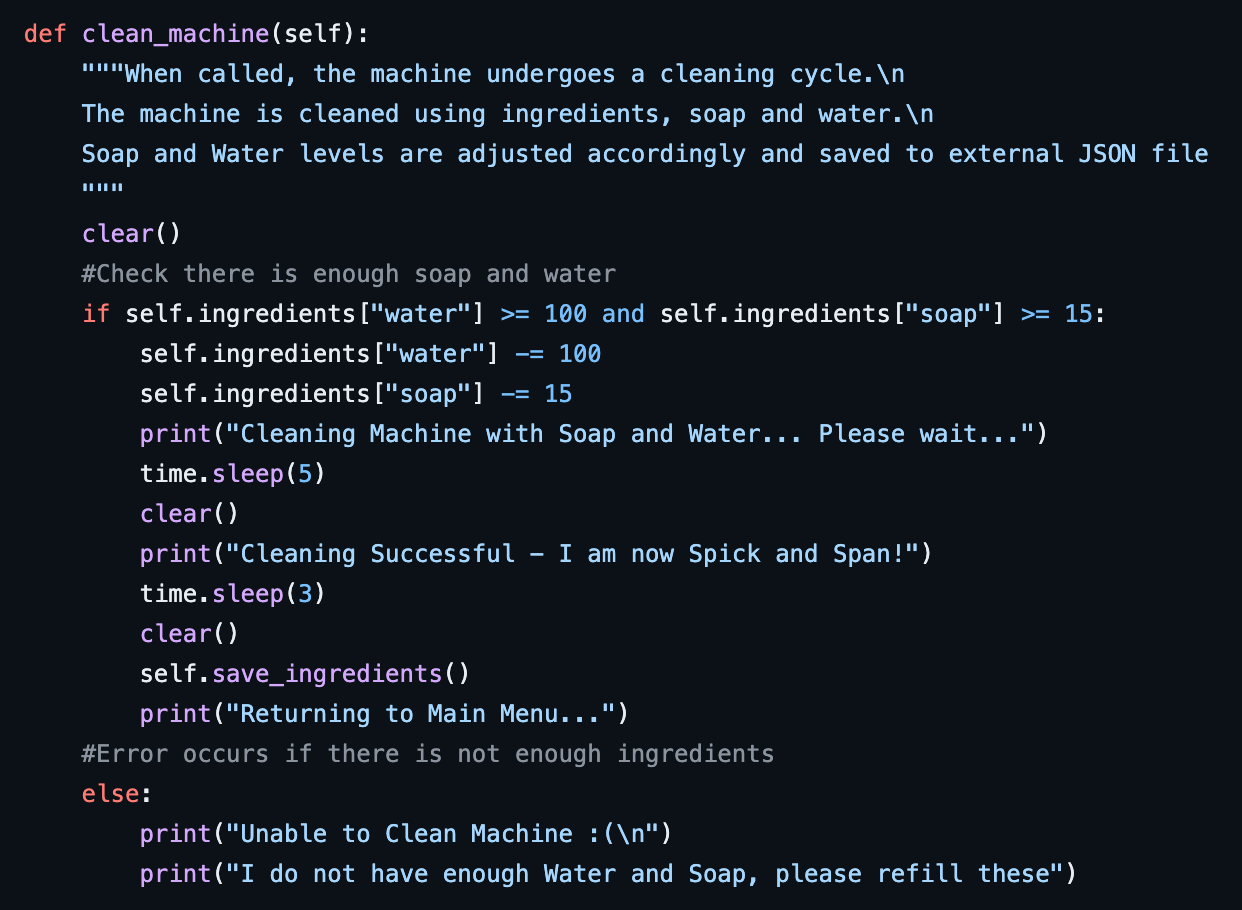 def clean_machine(self):
    """When called, the machine undergoes a cleaning cycle.\n
    The machine is cleaned using ingredients, soap and water.\n
    Soap and Water levels are adjusted accordingly and saved to external JSON file
    """
    clear()
    #Check there is enough soap and water
    if self.ingredients["water"] >= 100 and self.ingredients["soap"] >= 15:
        self.ingredients["water"] -= 100
        self.ingredients["soap"] -= 15
        print("Cleaning Machine with Soap and Water... Please wait...")
        time.sleep(5)
        clear()
        print("Cleaning Successful - I am now Spick and Span!")
        time.sleep(3)
        clear()
        self.save_ingredients()
        print("Returning to Main Menu...")
    #Error occurs if there is not enough ingredients
    else:
        print("Unable to Clean Machine :(\n")
        print("I do not have enough Water and Soap, please refill these")